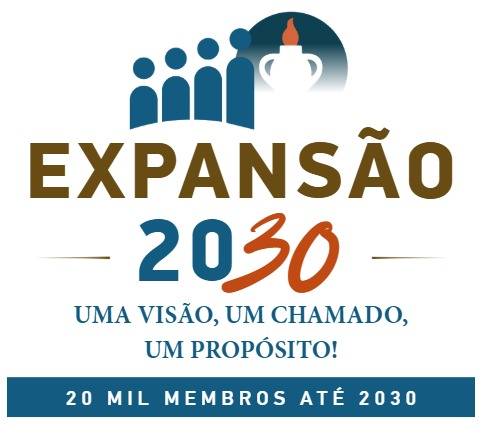 EXPANSÃO
2030
UMA VISÃO, UM CHAMADO,
UM PROPÓSITO!
20 MIL MEMBROS ATÉ 2030